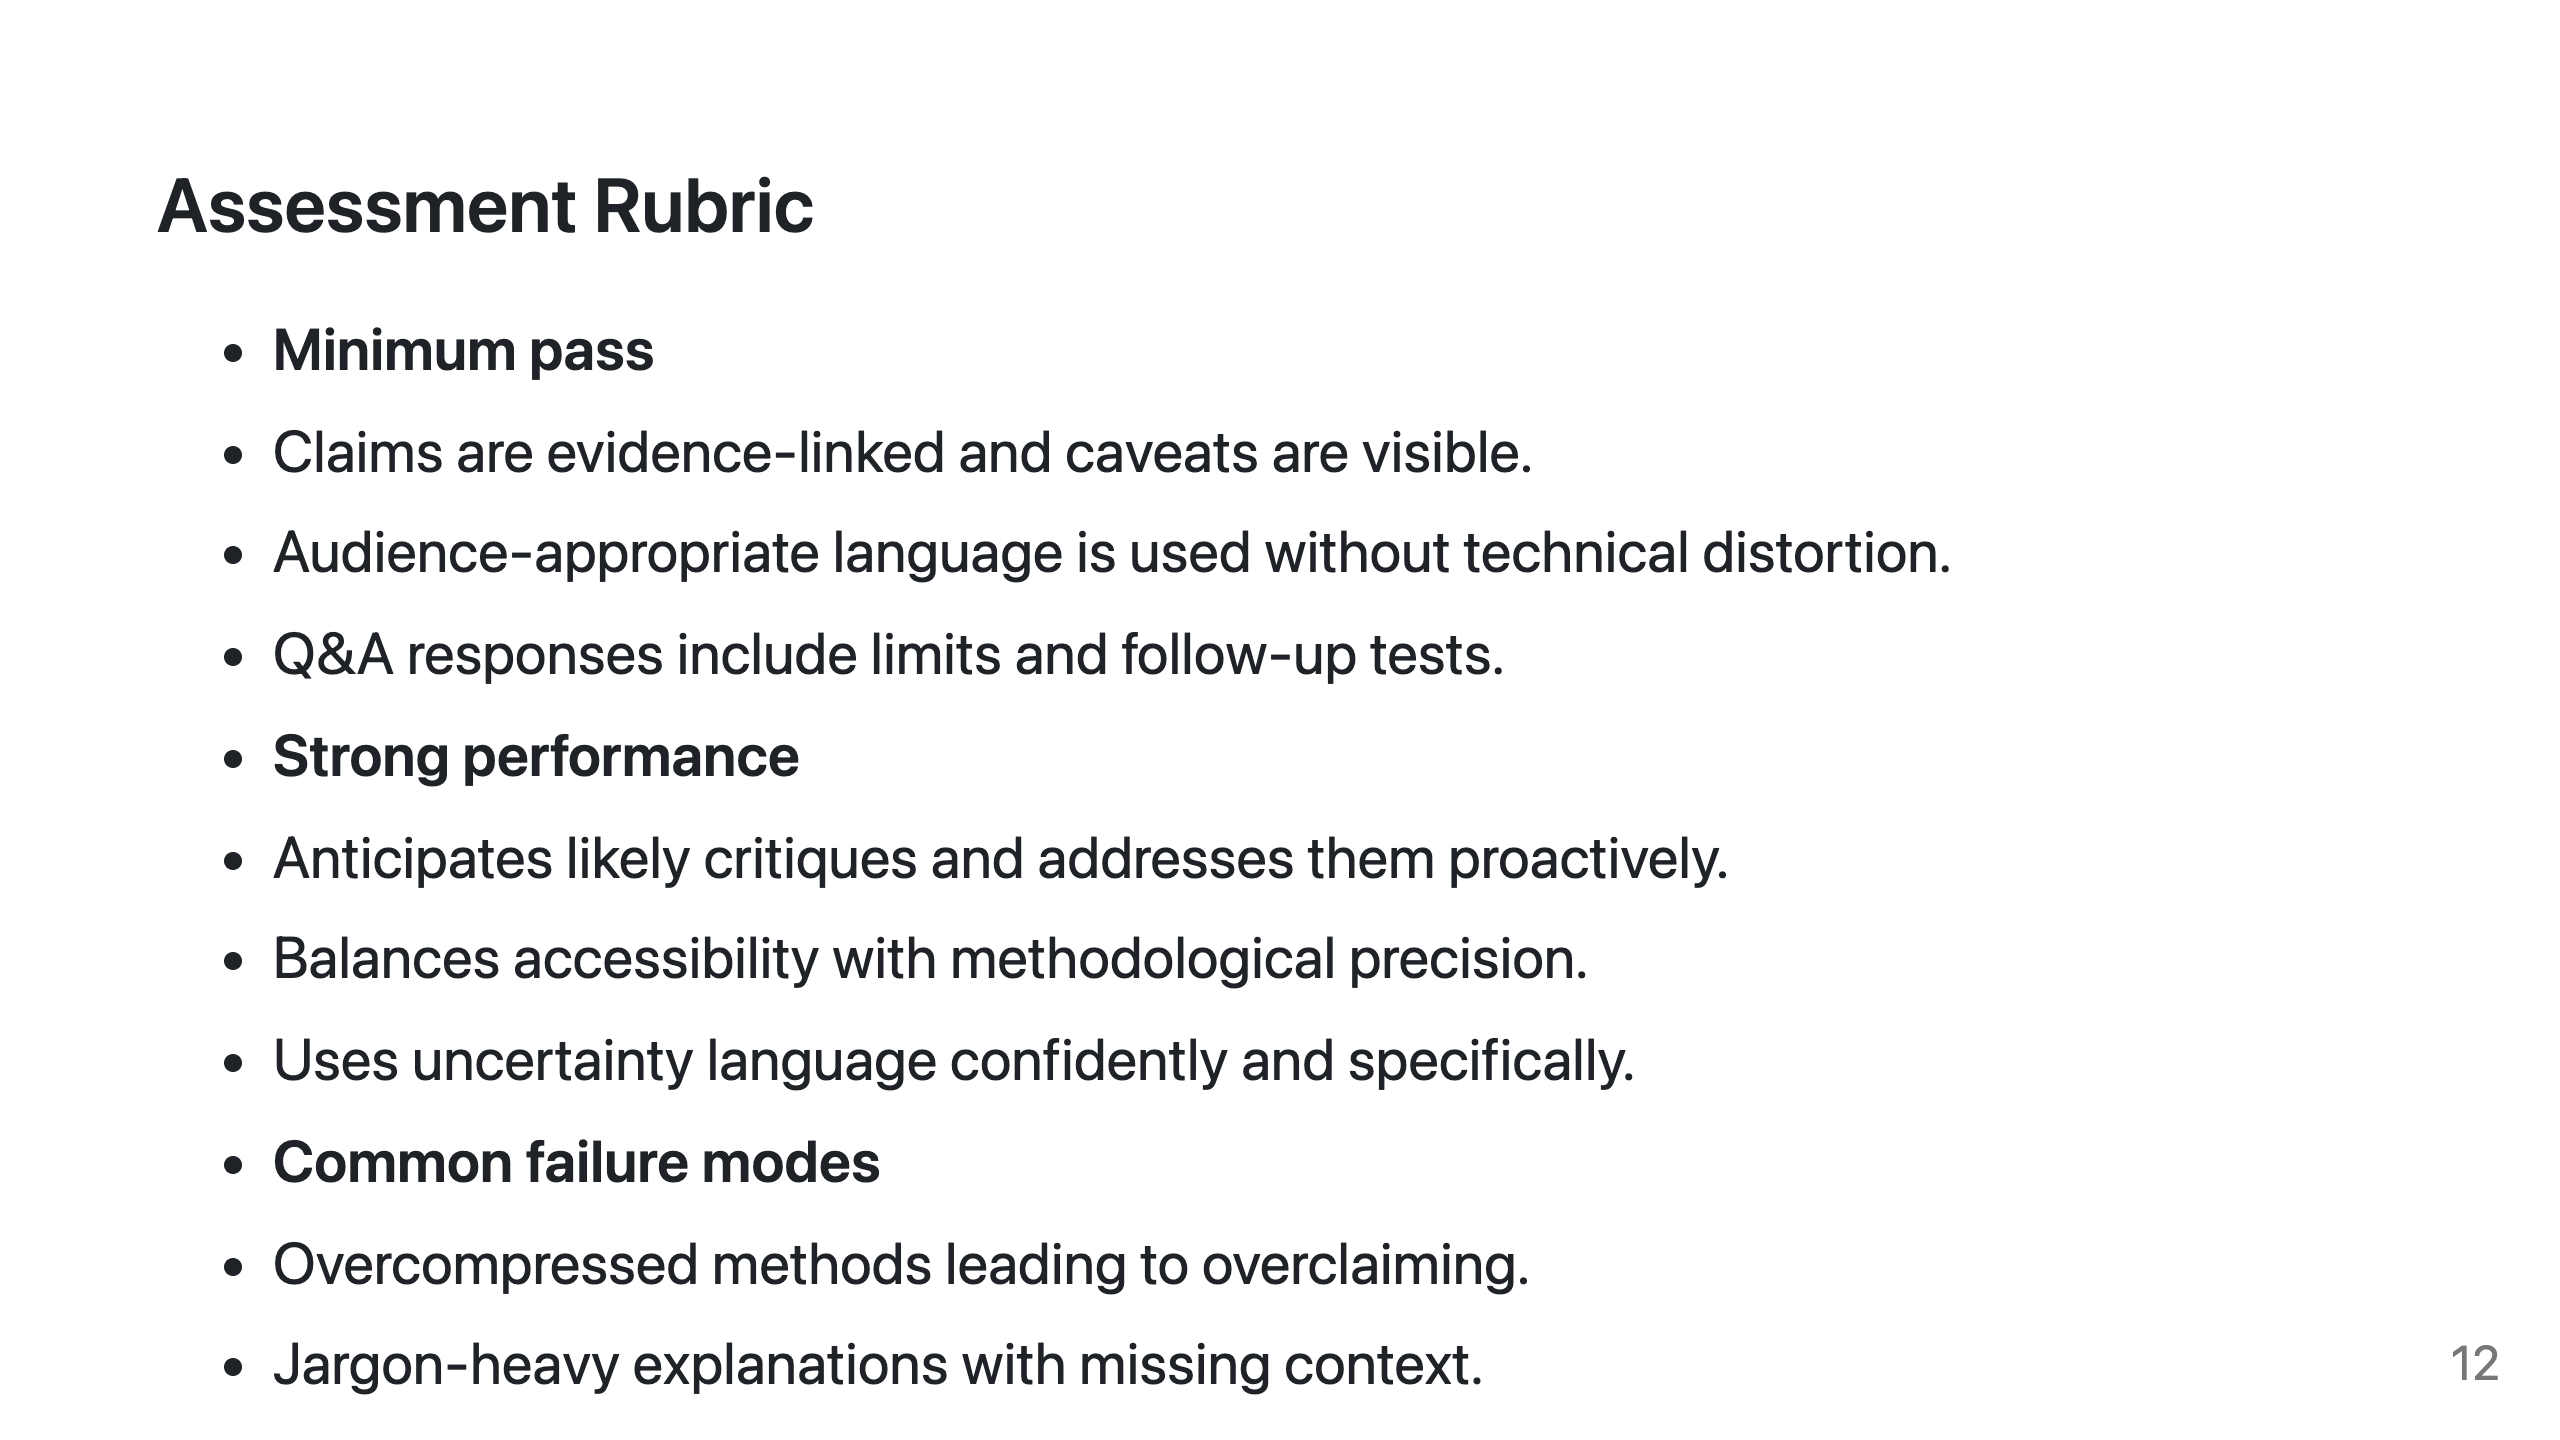 Assessment Rubric
• Minimum pass
• Claims are evidence-linked and caveats are visible.
• Audience-appropriate language is used without technical distortion.
• Q&A responses include limits and follow-up tests.
• Strong performance
• Anticipates likely critiques and addresses them proactively.
• Balances accessibility with methodological precision.
• Uses uncertainty language confidently and specifically.
• Common failure modes
• Overcompressed methods leading to overclaiming.
• Jargon-heavy explanations with missing context.
12